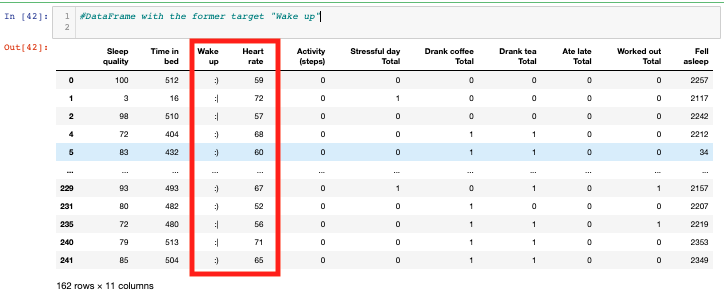 In [42]: 1 #DataFrame with the former target "Wake up"
2
Out[42]:
Sleep quality Time in bed Wake up Heart rate Activity (steps) Stressful day Total Drank coffee Total Drank tea Total Ate late Total Worked out Total Fell asleep
0 100 512 :) 59 0 0 0 0 0 0 2257
1 3 16 :| 72 0 1 0 0 0 0 2117
2 98 510 :| 57 0 0 0 0 0 0 2242
4 72 404 :) 68 0 0 1 1 0 0 2212
5 83 432 :) 60 0 0 1 1 0 0 34
... ... ... ... ... ... ... ... ... ... ... ...
229 93 493 :) 67 0 1 0 1 0 1 2157
231 80 482 :) 52 0 0 1 0 0 0 2207
235 72 480 :| 56 0 0 1 1 0 1 2219
240 79 513 :| 71 0 0 1 1 0 0 2353
241 85 504 :) 65 0 0 1 1 0 0 2349
162 rows × 11 columns